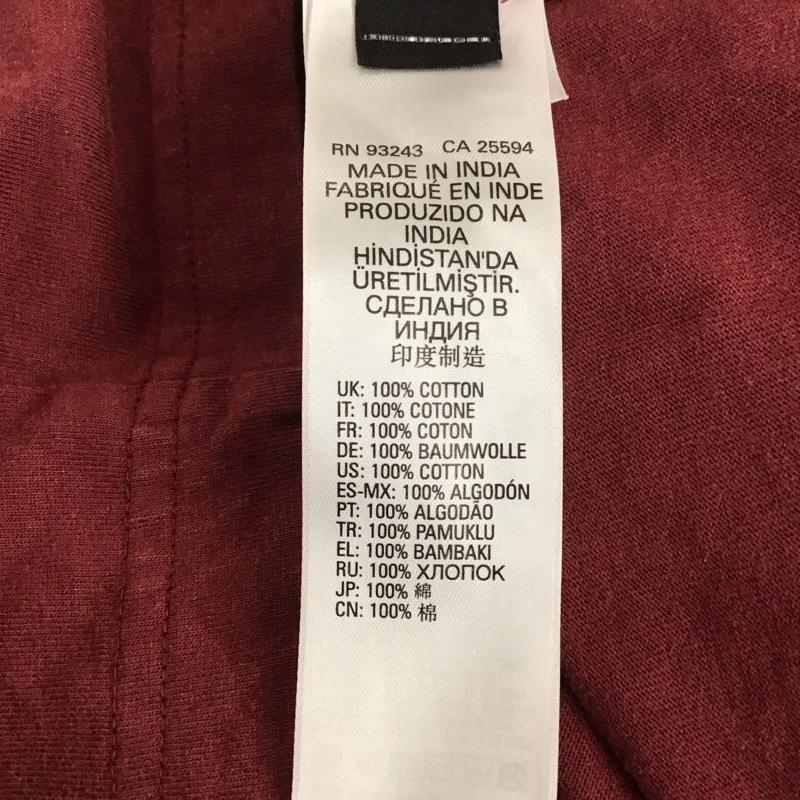 RN 93243 CA 25594
MADE IN INDIA
FABRIQUÉ EN INDE
PRODUZIDO NA
INDIA
HİNDİSTAN'DA
ÜRETİLMİŞTİR.
СДЕЛАНО В
ИНДИЯ
印度制造
UK: 100% COTTON
IT: 100% COTONE
FR: 100% COTON
DE: 100% BAUMWOLLE
US: 100% COTTON
ES-MX: 100% ALGODÓN
PT: 100% ALGODÃO
TR: 100% PAMUKLU
EL: 100% BAMBAKI
RU: 100% ХЛОПОК
JP: 100% 綿
CN: 100% 棉